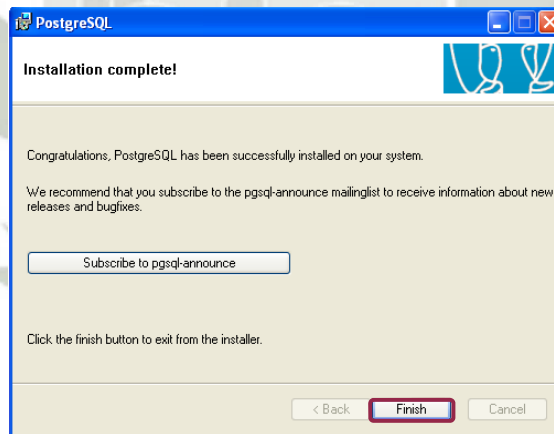 PostgreSQL
Installation complete!
Congratulations, PostgreSQL has been successfully installed on your system.
We recommend that you subscribe to the pgsql-announce mailinglist to receive information about new
releases and bugfixes.
Subscribe to pgsql-announce
Click the finish button to exit from the installer.
< Back Finish Cancel